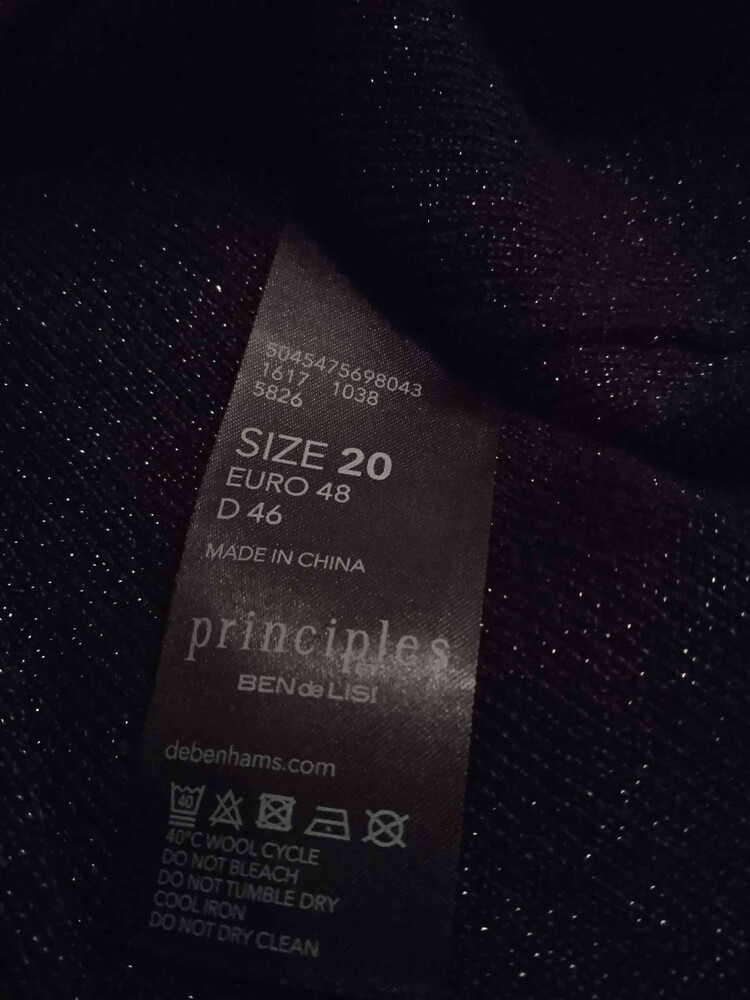 5045475698043
1617 1038
5826
SIZE 20
EURO 48
D 46
MADE IN CHINA
principles
BEN de LISI
debenhams.com
40
40°C WOOL CYCLE
DO NOT BLEACH
DO NOT TUMBLE DRY
COOL IRON
DO NOT DRY CLEAN